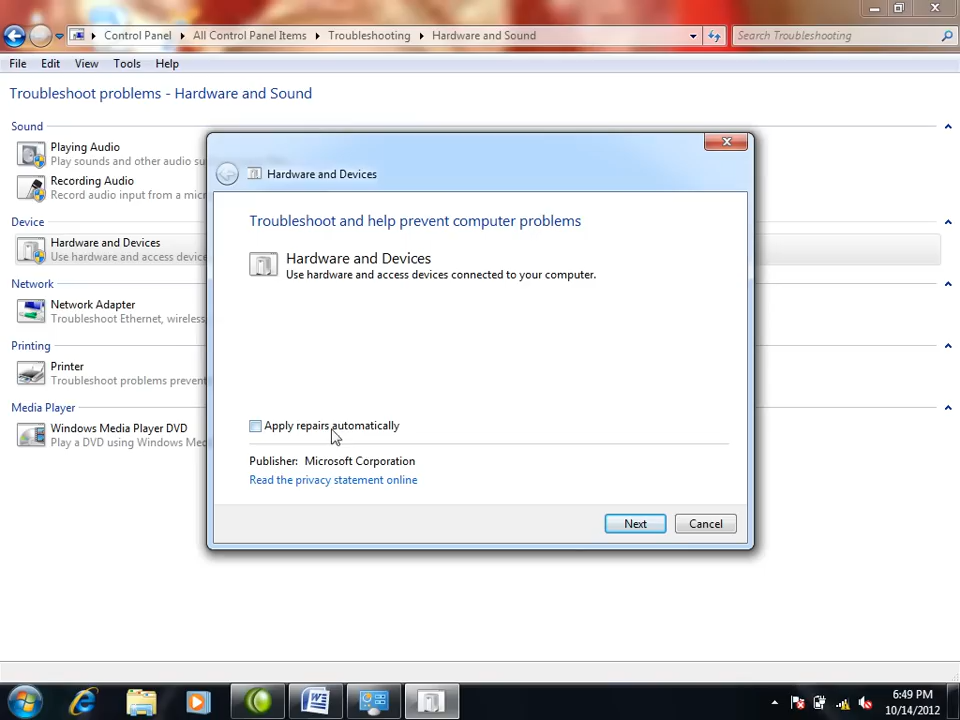 Control Panel All Control Panel Items Troubleshooting Hardware and Sound Search Troubleshooting
File Edit View Tools Help
Troubleshoot problems - Hardware and Sound
Sound
Playing Audio
Play sounds and other audio su
Recording Audio
Record audio input from a micr
Device
Hardware and Devices
Use hardware and access device
Network
Network Adapter
Troubleshoot Ethernet, wireless
Printing
Printer
Troubleshoot problems prevent
Media Player
Windows Media Player DVD
Play a DVD using Windows Med
Hardware and Devices
Troubleshoot and help prevent computer problems
Hardware and Devices
Use hardware and access devices connected to your computer.
Apply repairs automatically
Publisher: Microsoft Corporation
Read the privacy statement online
Next Cancel
6:49 PM
10/14/2012